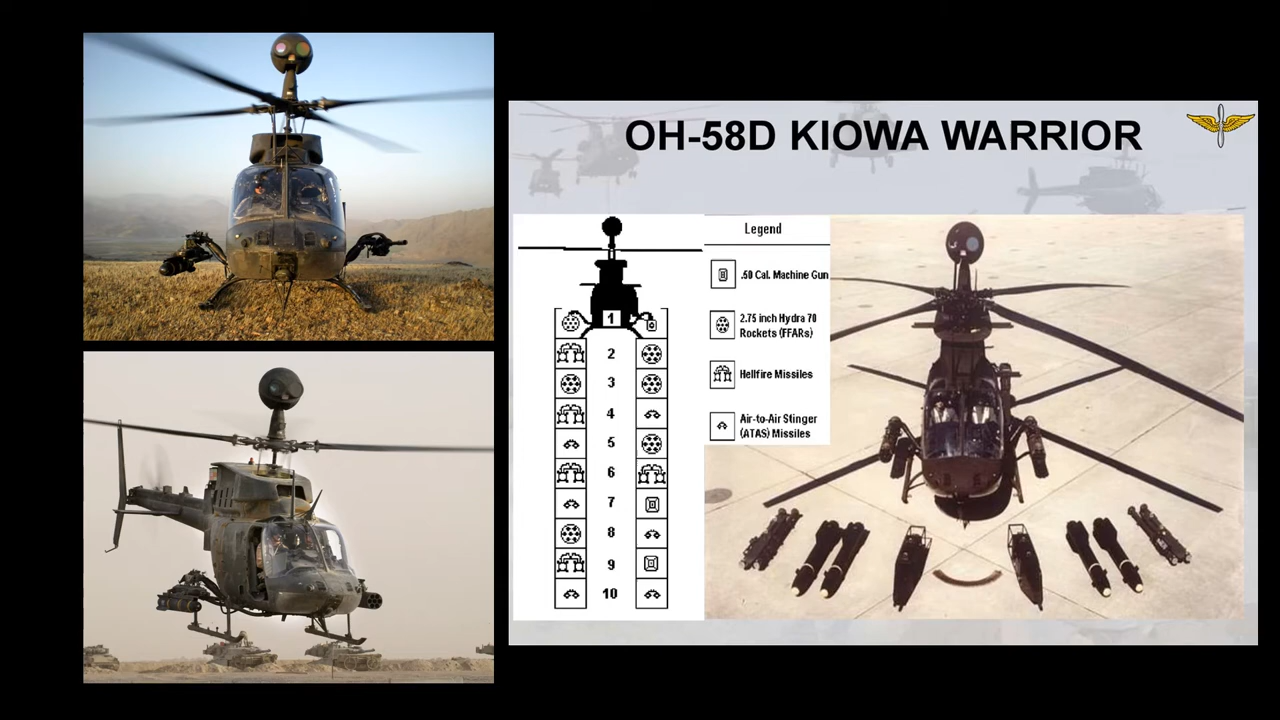 OH-58D KIOWA WARRIOR
Legend
.50 Cal. Machine Gun
2.75 inch Hydra 70
Rockets (FFARs)
Hellfire Missiles
Air-to-Air Stinger
(ATAS) Missiles
1
2
3
4
5
6
7
8
9
10